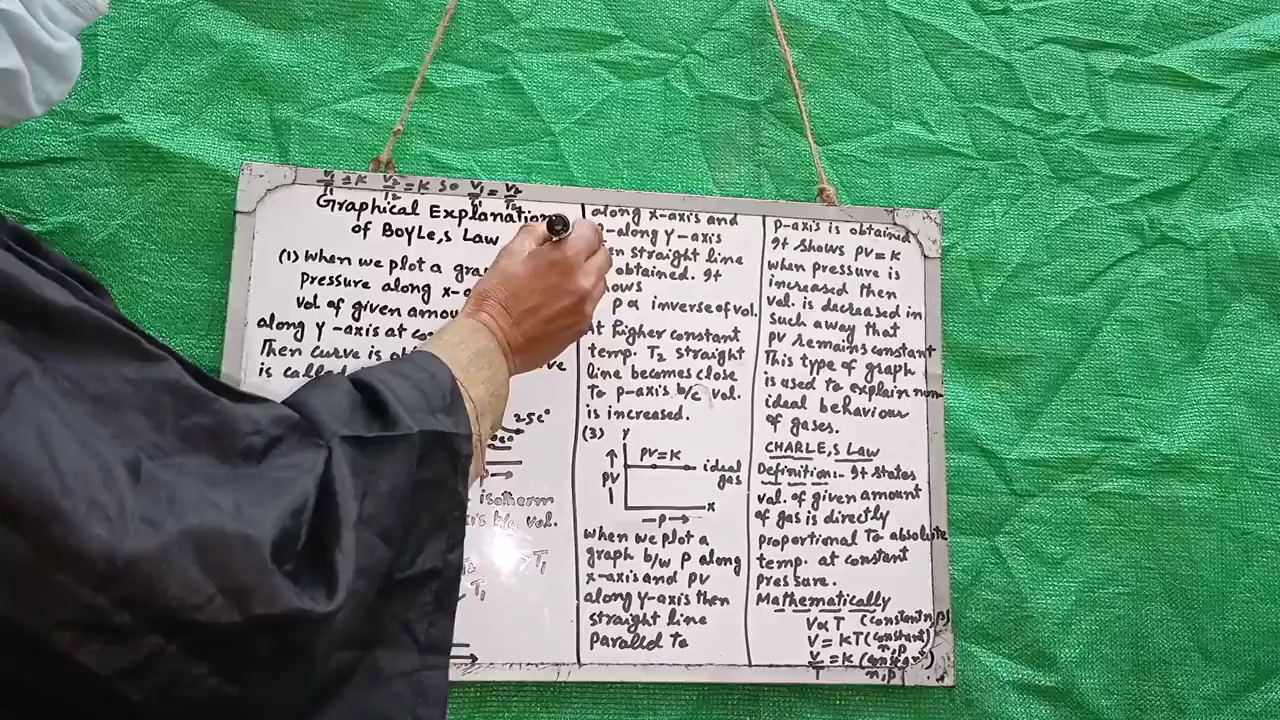 V1/T1 = K V2/T2 = K So V1/T1 = V2/T2
Graphical Explanation
of Boyle,s Law
(1) when we plot a
pressure along x-
vol. of given
along y-axis at
Then curve is
is called
25c°
isotherm
b/c vol.
T1
T1
along x-axis and
-along y-axis
straight line
obtained. It
P α inverse of vol.
At higher constant
temp. T2 straight
line becomes close
to p-axis b/c vol.
is increased.
(3)
Y
PV
PV=K
ideal
gas
x
-P→
when we plot a
graph b/w P along
x-axis and PV
along y-axis then
straight line
Parallel to
p-axis is obtained
It shows PV=K
when pressure is
increased then
vol. is decreased in
such away that
PV remains constant
This type of graph
is used to explain non
ideal behaviour
of gases.
CHARLE,S Law
Definition:- It states
vol. of given amount
of gas is directly
proportional to absolute
temp. at constant
pressure.
Mathematically
V α T (constant n,p)
V = KT (constant n,p)
V/T = K (constant n,p)